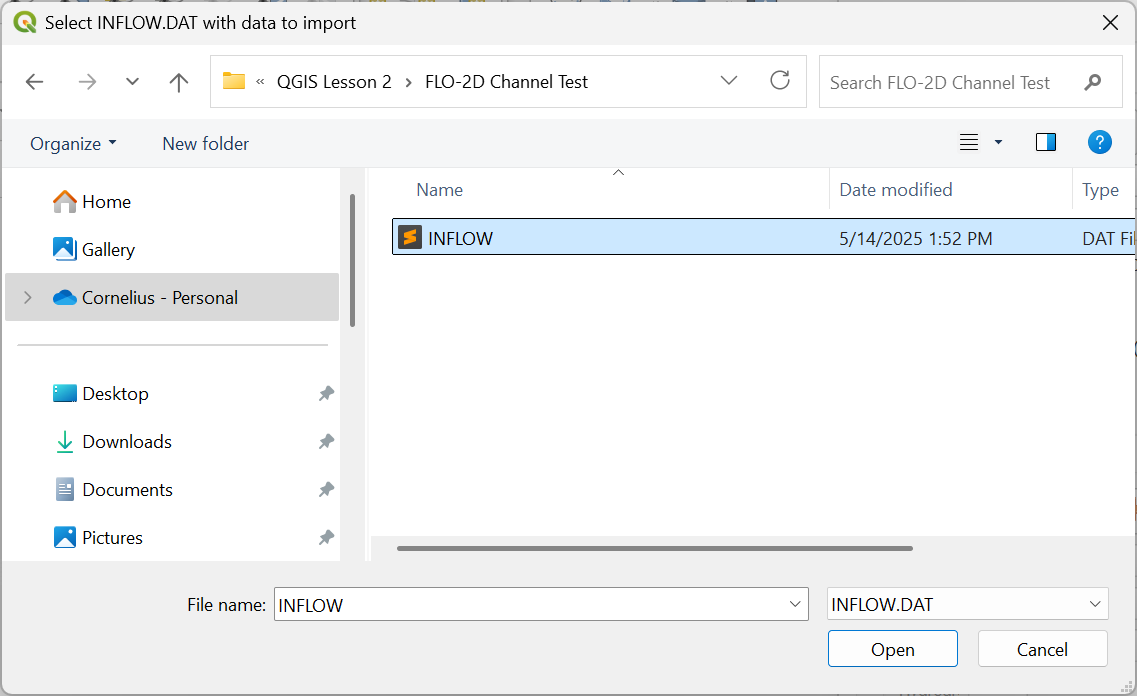 Select INFLOW.DAT with data to import
« QGIS Lesson 2 › FLO-2D Channel Test
Search FLO-2D Channel Test
Organize
New folder
?
Name
Date modified
Type
INFLOW
5/14/2025 1:52 PM
DAT Fil
Home
Gallery
Cornelius - Personal
Desktop
Downloads
Documents
Pictures
File name:
INFLOW
INFLOW.DAT
Open
Cancel